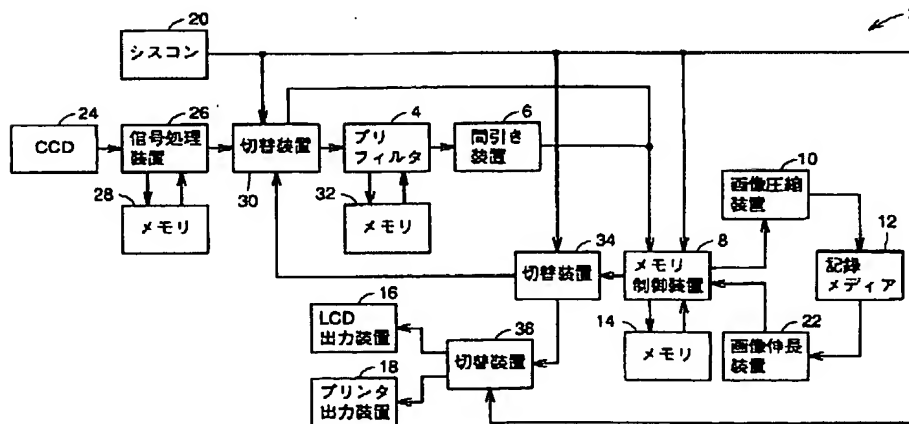 20
シスコン
24
CCD
26
信号処理
装置
28
メモリ
切替装置
30
4
プリ
フィルタ
32
メモリ
6
間引き
装置
10
画像圧縮
装置
12
記録
メディア
34
切替装置
8
メモリ
制御装置
14
メモリ
22
画像伸長
装置
16
LCD
出力装置
18
プリンタ
出力装置
38
切替装置